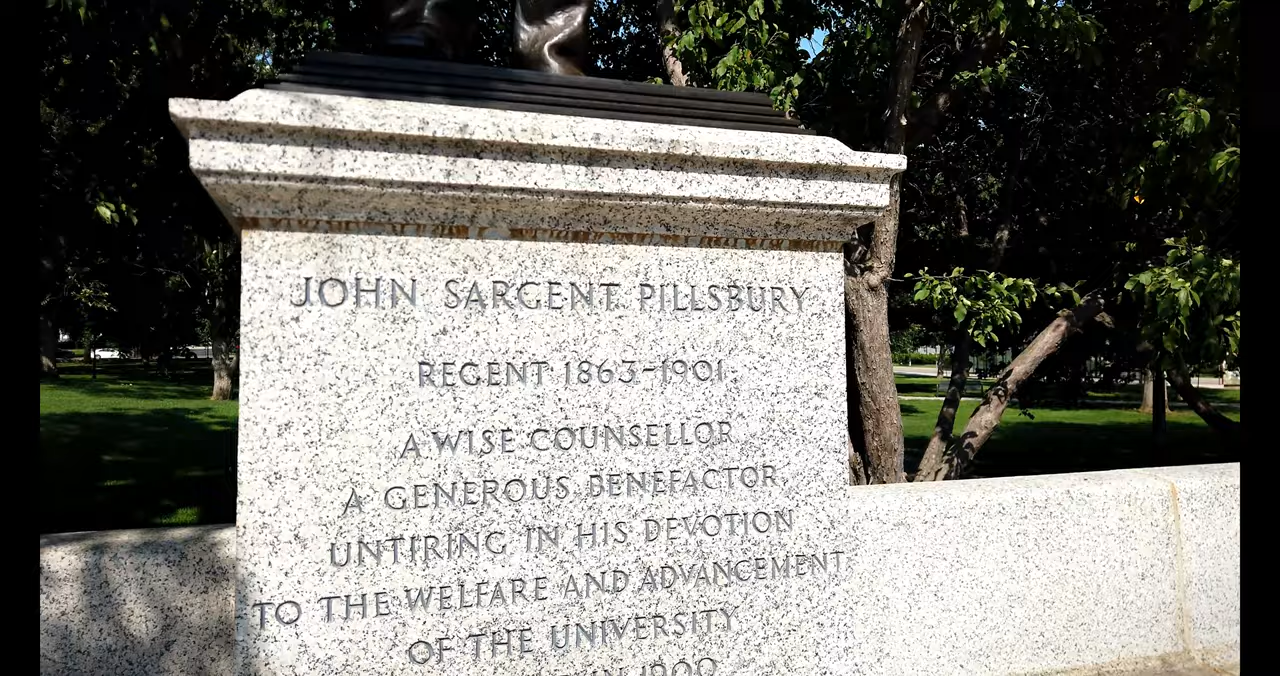 JOHN SARGENT PILLSBURY
REGENT 1863-1901
A WISE COUNSELLOR
A GENEROUS BENEFACTOR
UNTIRING IN HIS DEVOTION
TO THE WELFARE AND ADVANCEMENT
OF THE UNIVERSITY
1900